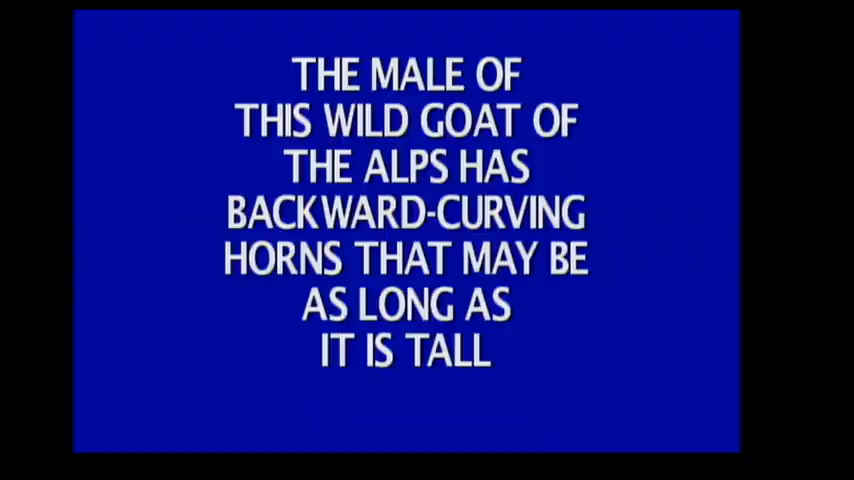 THE MALE OF
THIS WILD GOAT OF
THE ALPS HAS
BACKWARD-CURVING
HORNS THAT MAY BE
AS LONG AS
IT IS TALL